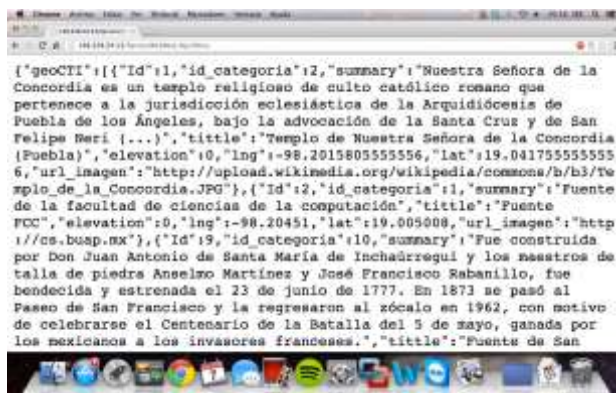 {"geoCTI":[{"Id":1,"id_categoria":2,"summary":"Nuestra Señora de la
Concordia es un templo religioso de culto católico romano que
pertenece a la jurisdicción eclesiástica de la Arquidiócesis de
Puebla de los Ángeles, bajo la advocación de la Santa Cruz y de San
Felipe Neri (...)","tittle":"Templo de Nuestra Señora de la Concordia
(Puebla)","elevation":0,"lng":-98.2015805555556,"lat":19.041755555555
6,"url_imagen":"http://upload.wikimedia.org/wikipedia/commons/b/b3/Te
mplo_de_la_Concordia.JPG"},{"Id":2,"id_categoria":1,"summary":"Fuente
de la facultad de ciencias de la computación","tittle":"Fuente
FCC","elevation":0,"lng":-98.20451,"lat":19.005008,"url_imagen":"http
://cs.buap.mx"},{"Id":9,"id_categoria":10,"summary":"Fue construida
por Don Juan Antonio de Santa María de Inchaúrregui y los maestros de
talla de piedra Anselmo Martínez y José Francisco Rabanillo, fue
bendecida y estrenada el 23 de junio de 1777. En 1873 se pasó al
Paseo de San Francisco y la regresaron al zócalo en 1962, con motivo
de celebrarse el Centenario de la Batalla del 5 de mayo, ganada por
los mexicanos a los invasores franceses.","tittle":"Fuente de San